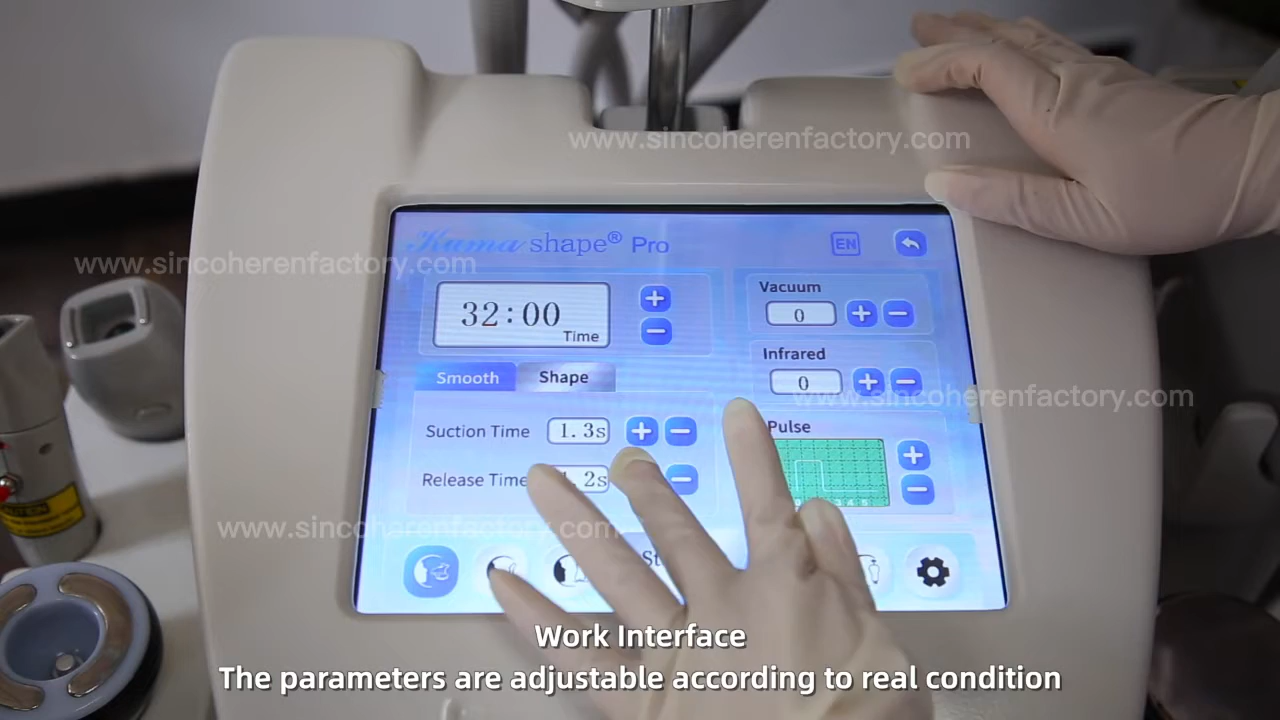 www.sincoherenfactory.com
Kuma shape® Pro
EN
www.sincoherenfactory.com
32:00
Time
Vacuum
0
Infrared
0
Smooth
Shape
www.sincoherenfactory.com
Suction Time
1.3s
Pulse
Release Time
2s
www.sincoherenfactory.com
Work Interface
The parameters are adjustable according to real condition